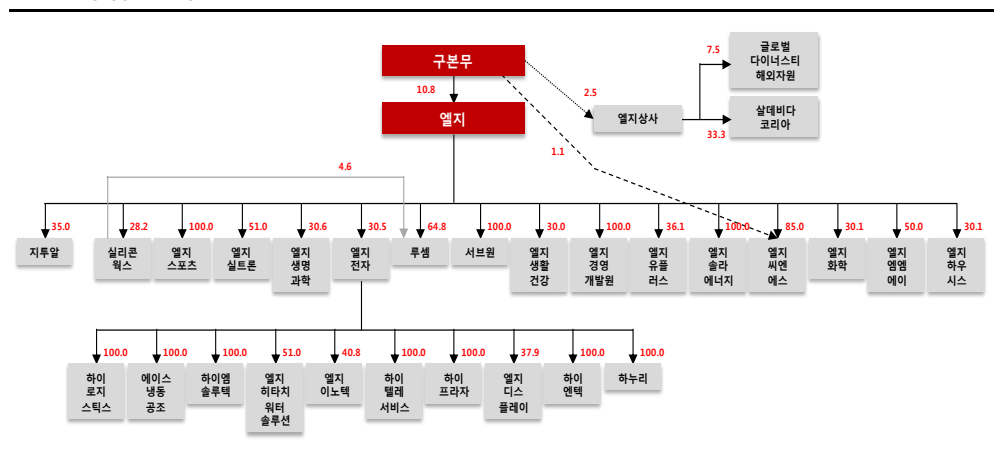 구본무
10.8
엘지
2.5
엘지상사
7.5
글로벌
다이너스티
해외자원
33.3
살데비다
코리아
1.1
4.6
35.0
28.2
100.0
51.0
30.6
30.5
64.8
100.0
30.0
100.0
36.1
100.0
85.0
30.1
50.0
30.1
지투알
실리콘
웍스
엘지
스포츠
엘지
실트론
엘지
생명
과학
엘지
전자
루셈
서브원
엘지
생활
건강
엘지
경영
개발원
엘지
유플
러스
엘지
솔라
에너지
엘지
씨엔
에스
엘지
화학
엘지
엠엠
에이
엘지
하우
시스
100.0
100.0
100.0
51.0
40.8
100.0
100.0
37.9
100.0
100.0
하이
로지
스틱스
에이스
냉동
공조
하이엠
솔루텍
엘지
히타치
워터
솔루션
엘지
이노텍
하이
텔레
서비스
하이
프라자
엘지
디스
플레이
하이
엔텍
하누리